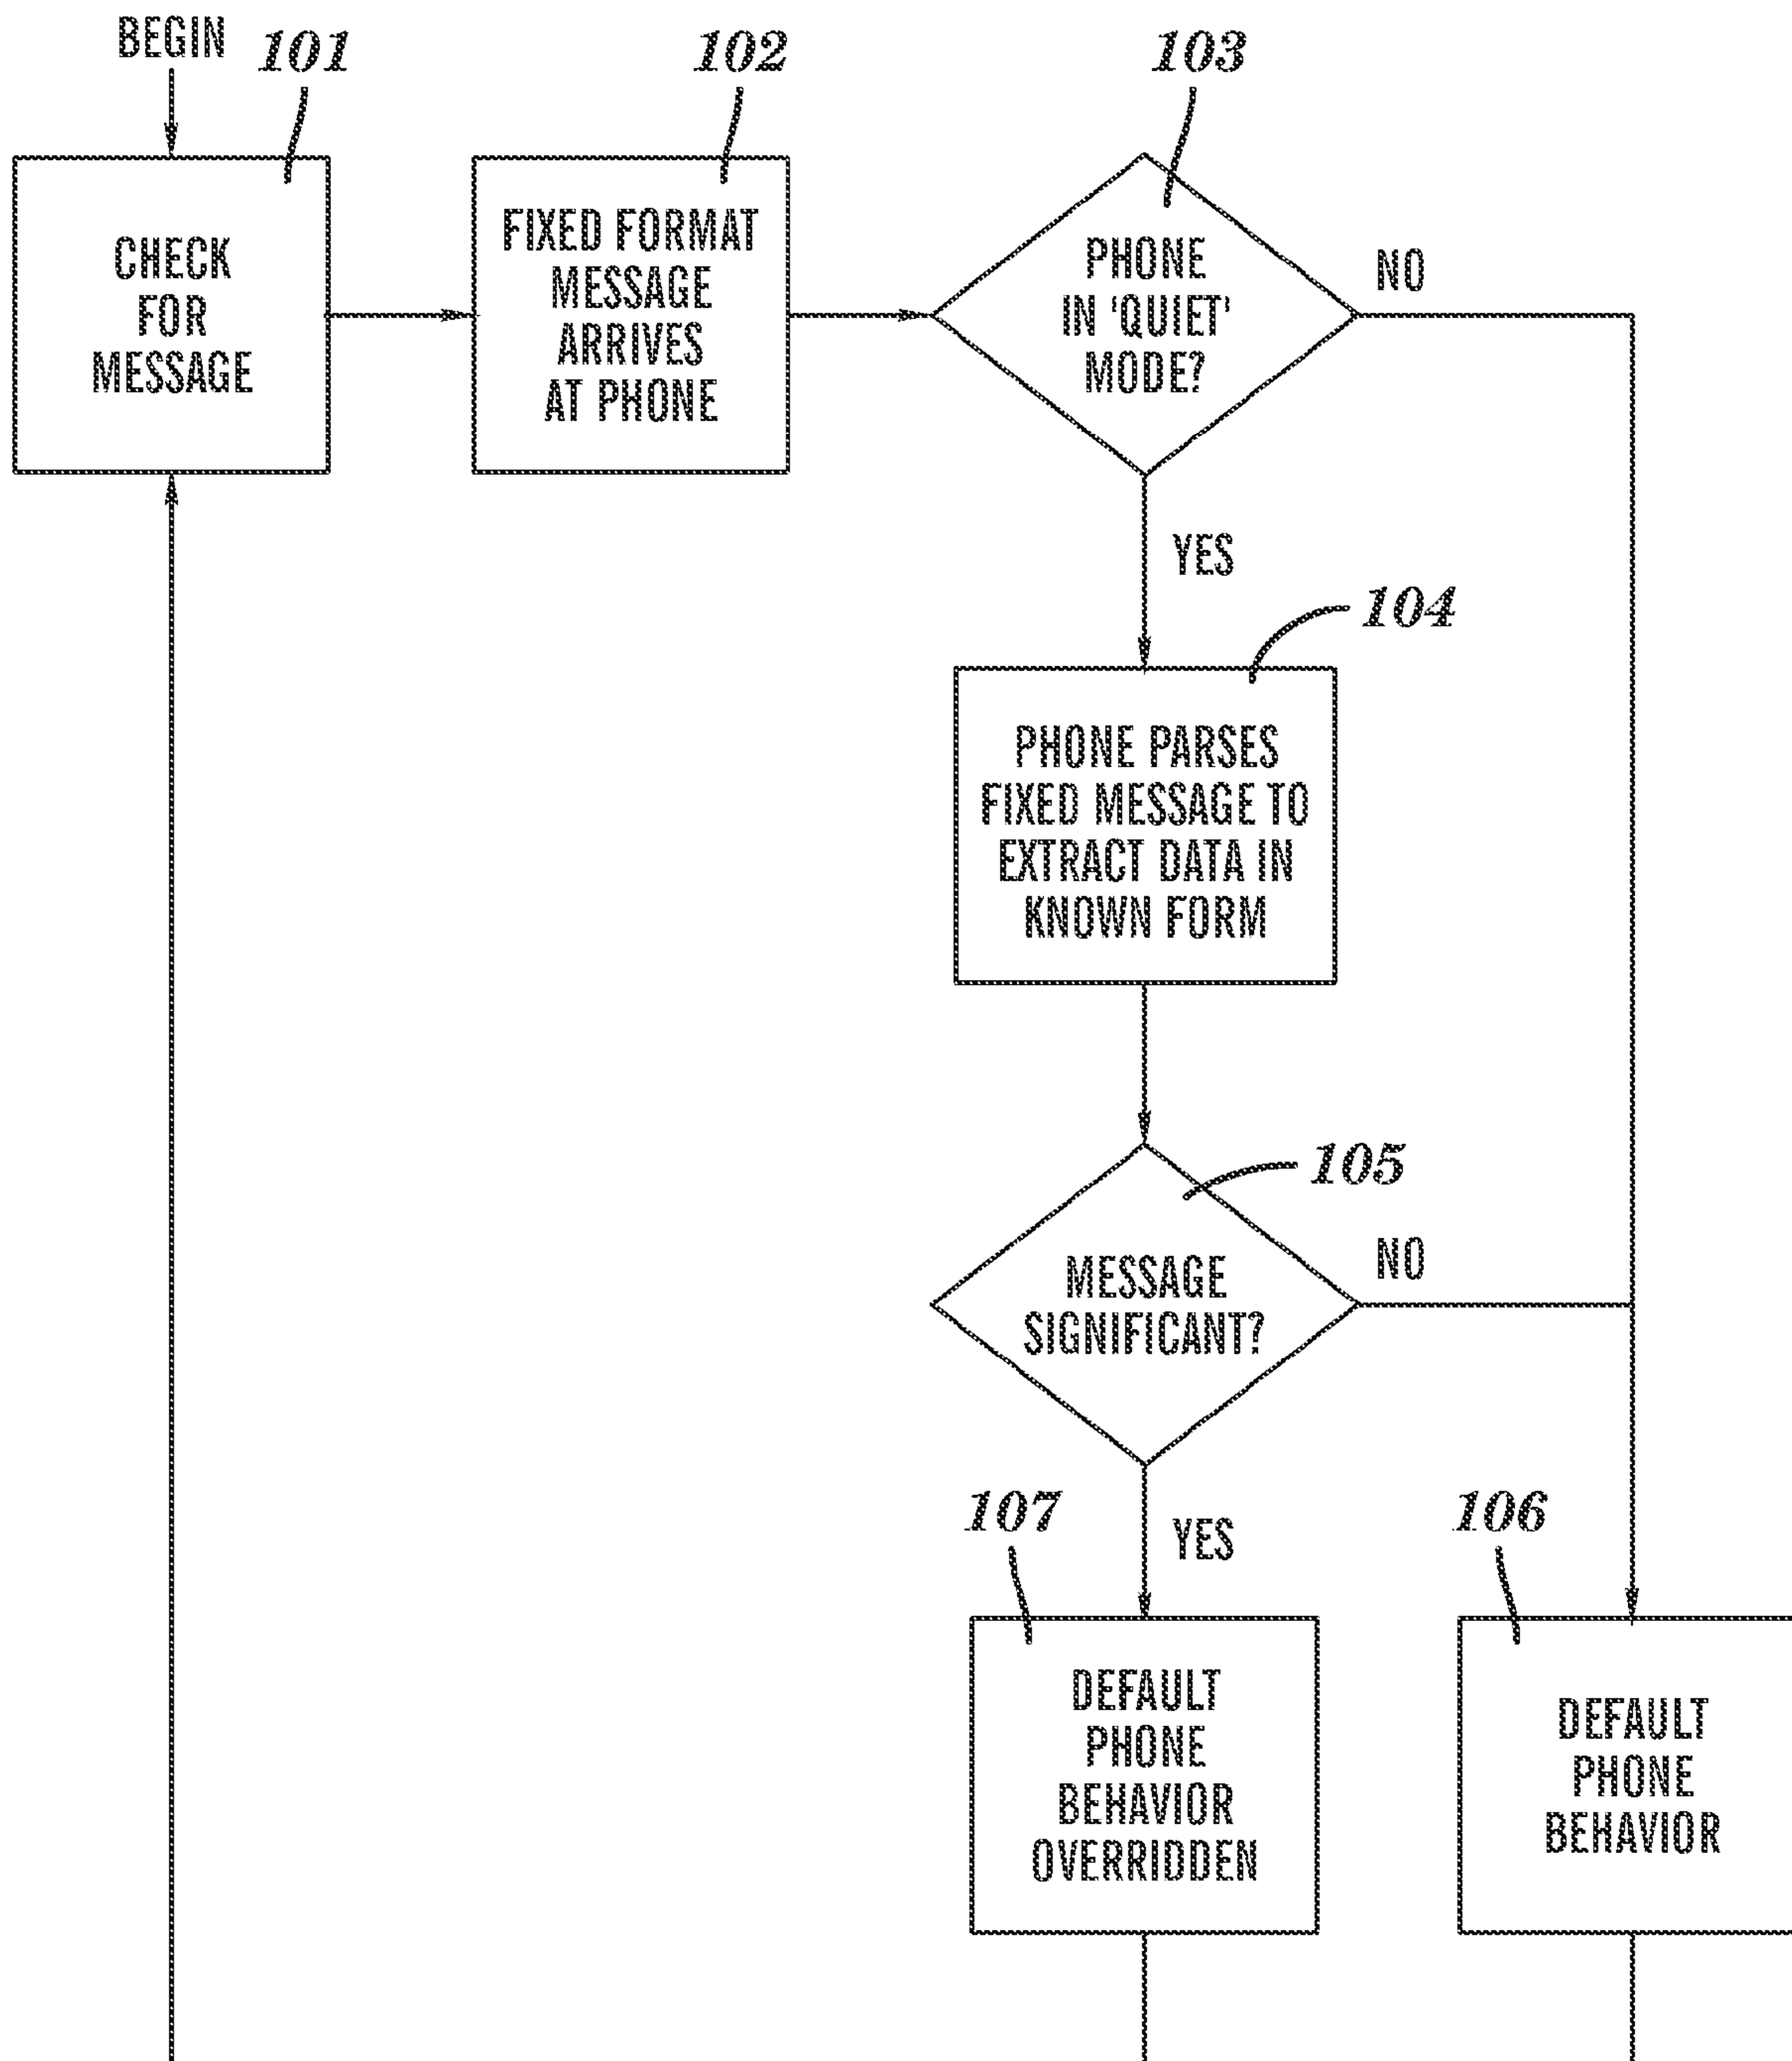 BEGIN
101
102
103
CHECK
FOR
MESSAGE
FIXED FORMAT
MESSAGE
ARRIVES
AT PHONE
PHONE
IN 'QUIET'
MODE?
NO
YES
104
PHONE PARSES
FIXED MESSAGE TO
EXTRACT DATA IN
KNOWN FORM
105
MESSAGE
SIGNIFICANT?
NO
YES
107
106
DEFAULT
PHONE
BEHAVIOR
OVERRIDDEN
DEFAULT
PHONE
BEHAVIOR